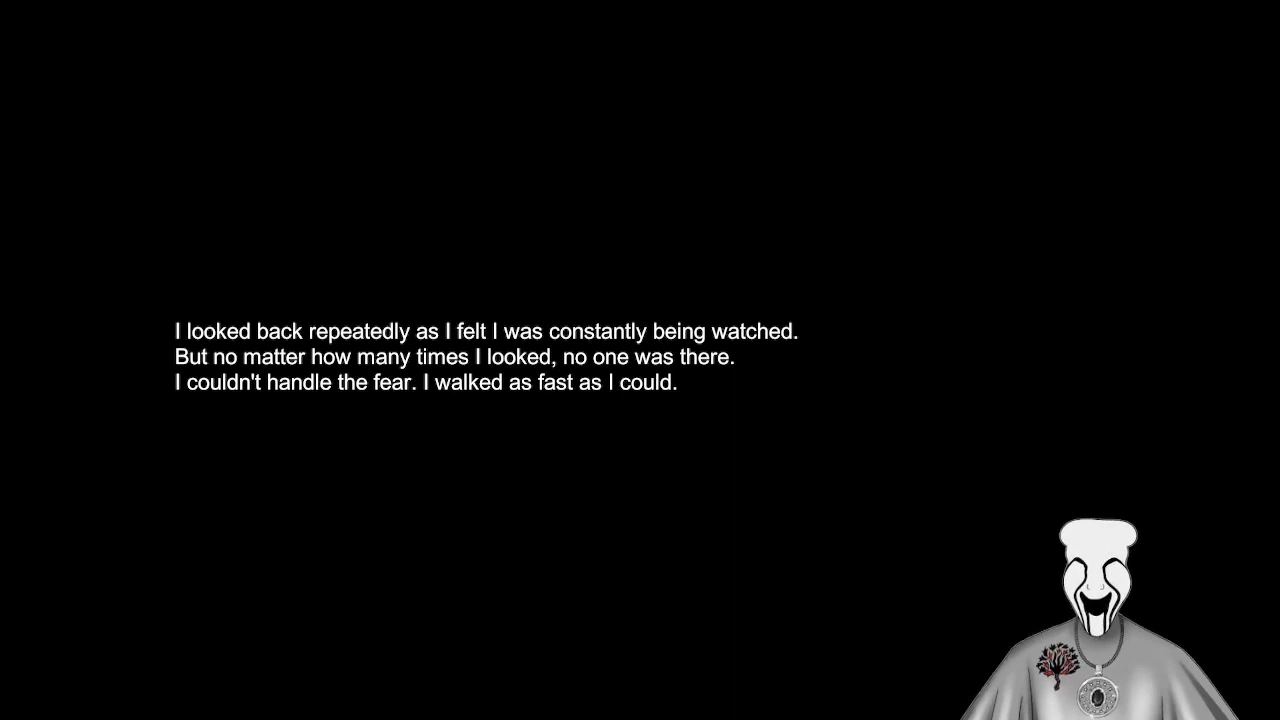 I looked back repeatedly as I felt I was constantly being watched.
But no matter how many times I looked, no one was there.
I couldn't handle the fear. I walked as fast as I could.